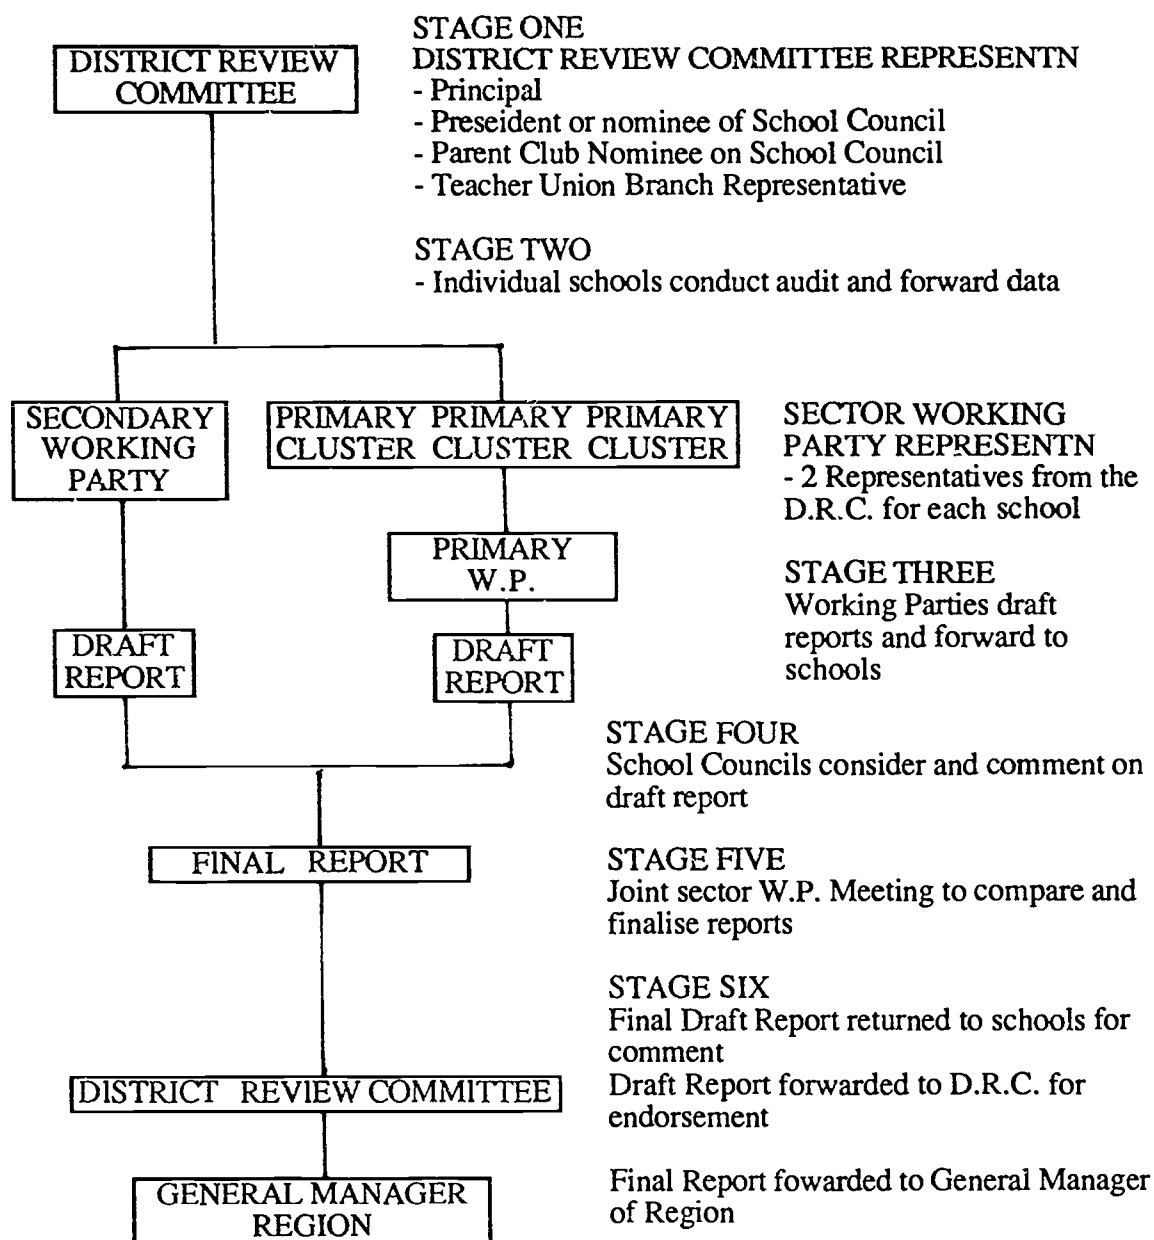 DISTRICT REVIEW
COMMITTEE
STAGE ONE
DISTRICT REVIEW COMMITTEE REPRESENTN
- Principal
- Preseident or nominee of School Council
- Parent Club Nominee on School Council
- Teacher Union Branch Representative
STAGE TWO
- Individual schools conduct audit and forward data
SECONDARY
WORKING
PARTY
PRIMARY PRIMARY PRIMARY
CLUSTER CLUSTER CLUSTER
SECTOR WORKING
PARTY REPRESENTN
- 2 Representatives from the
D.R.C. for each school
PRIMARY
W.P.
STAGE THREE
Working Parties draft
reports and forward to
schools
DRAFT
REPORT
DRAFT
REPORT
STAGE FOUR
School Councils consider and comment on
draft report
FINAL REPORT
STAGE FIVE
Joint sector W.P. Meeting to compare and
finalise reports
STAGE SIX
Final Draft Report returned to schools for
comment
DISTRICT REVIEW COMMITTEE
Draft Report forwarded to D.R.C. for
endorsement
GENERAL MANAGER
REGION
Final Report fowarded to General Manager
of Region